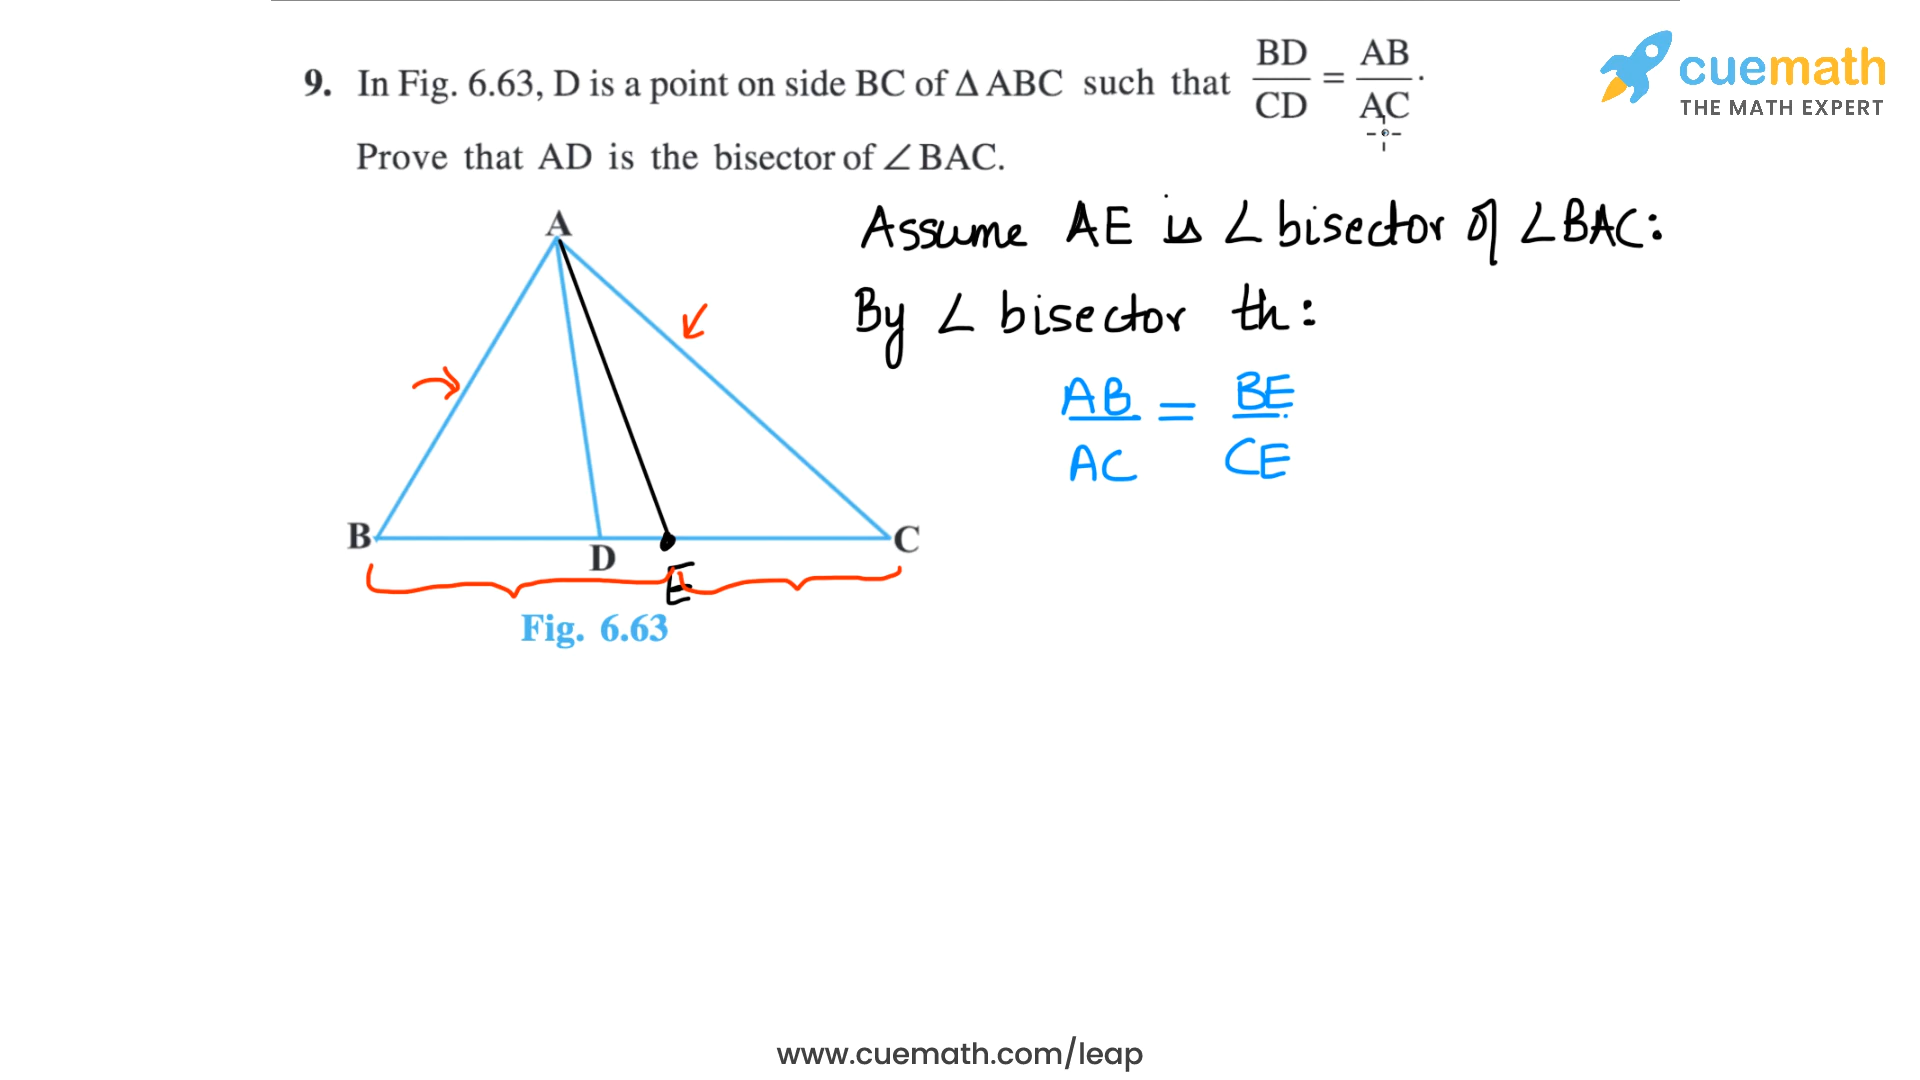 cuemath
THE MATH EXPERT
9. In Fig. 6.63, D is a point on side BC of Δ ABC such that BD/CD = AB/AC.
Prove that AD is the bisector of ∠BAC.
Assume AE is ∠ bisector of ∠BAC:
By ∠ bisector th:
AB/AC = BE/CE
A
B
D
C
E
Fig. 6.63
www.cuemath.com/leap